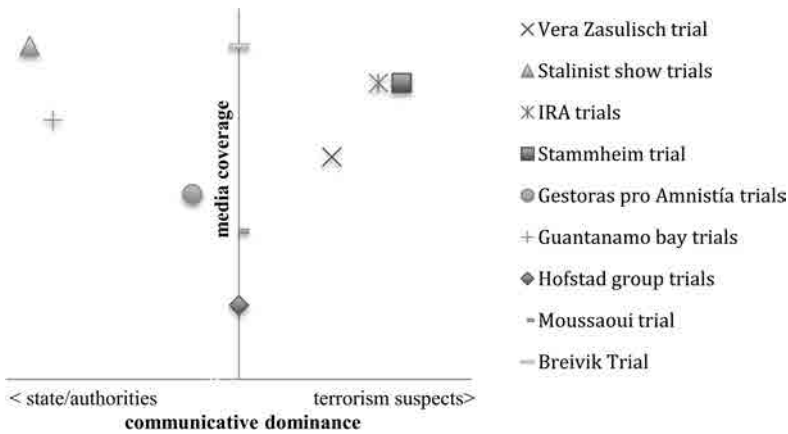 Vera Zasulisch trial
Stalinist show trials
IRA trials
Stammheim trial
Gestoras pro Amnistía trials
Guantanamo bay trials
Hofstad group trials
Moussaoui trial
Breivik Trial
media coverage
< state/authorities
terrorism suspects>
communicative dominance